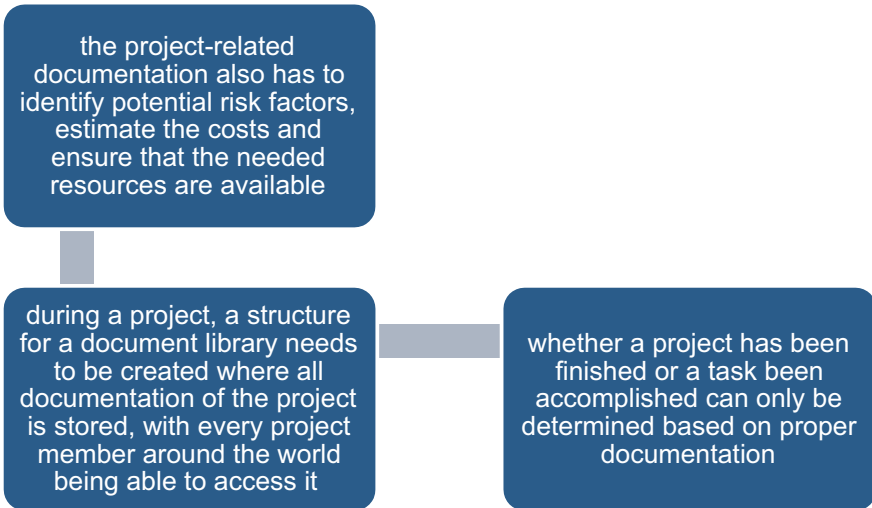 the project-related
documentation also has to
identify potential risk factors,
estimate the costs and
ensure that the needed
resources are available
during a project, a structure
for a document library needs
to be created where all
documentation of the project
is stored, with every project
member around the world
being able to access it
whether a project has been
finished or a task been
accomplished can only be
determined based on proper
documentation